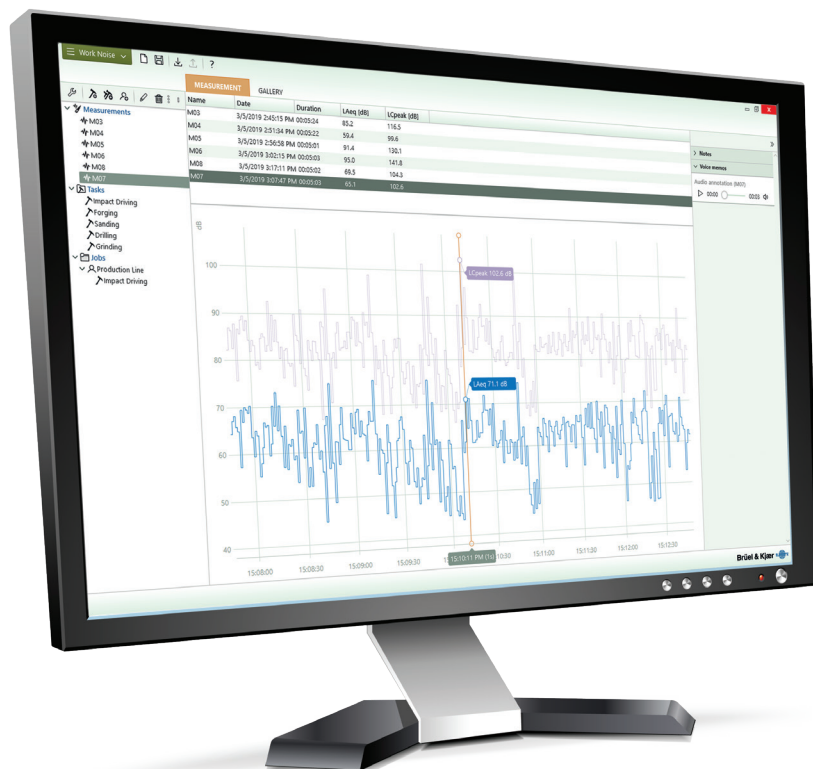 Work Noise
?
MEASUREMENT GALLERY
Name Date Duration LAeq [dB] LCpeak [dB]
M03 3/5/2019 2:45:15 PM 00:05:24 85.2 116.5
M04 3/5/2019 2:51:34 PM 00:05:22 59.4 99.6
M05 3/5/2019 2:56:58 PM 00:05:01 91.4 130.1
M06 3/5/2019 3:02:15 PM 00:05:03 95.0 141.8
M08 3/5/2019 3:17:11 PM 00:05:02 69.5 104.3
M07 3/5/2019 3:07:47 PM 00:05:03 65.1 102.6
Measurements
M03
M04
M05
M06
M08
M07
Tasks
Impact Driving
Forging
Sanding
Drilling
Grinding
Jobs
Production Line
Impact Driving
dB
100
90
80
70
60
50
40
LCpeak 102.6 dB
LAeq 71.1 dB
15:08:00 15:08:30 15:09:00 15:09:30 15:10:11 PM (1s) 10:30 15:11:00 15:11:30 15:12:00 15:12:30
Notes
Voice memos
Audio annotation (M07)
00:00 00:03
Brüel & Kjær